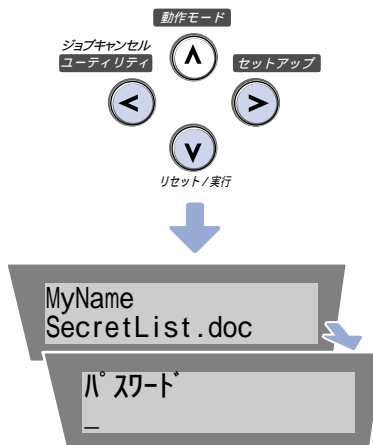 動作モード
ジョブキャンセル
ユーティリティ
セットアップ
リセット/実行
MyName
SecretList.doc
パスワード
_